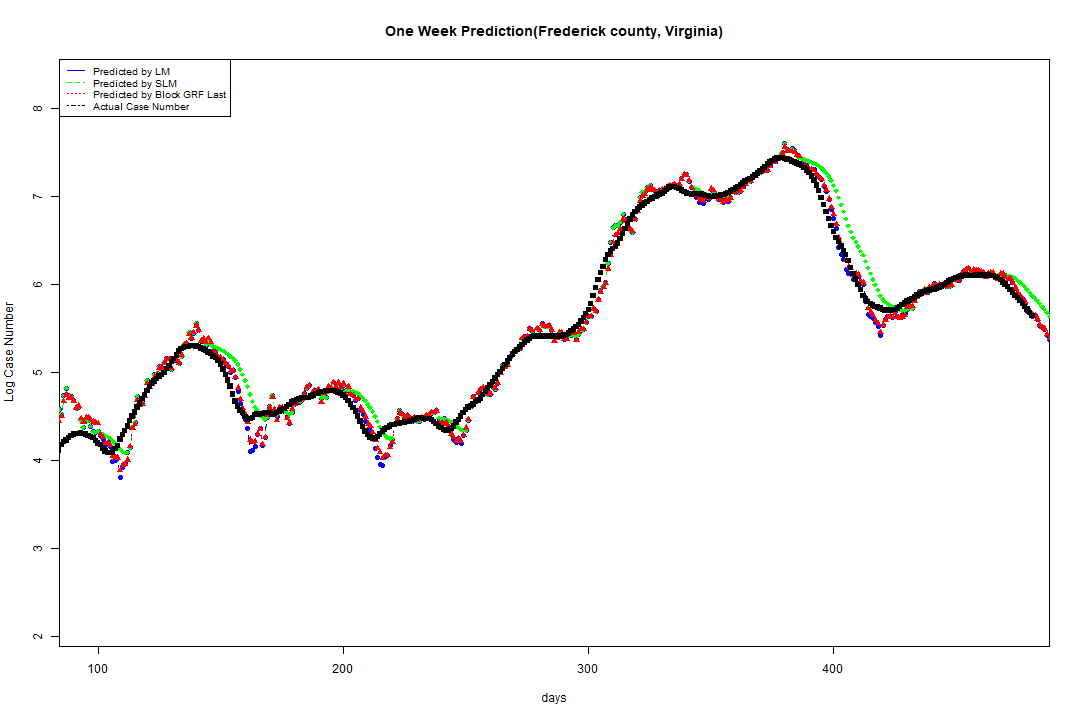 One Week Prediction(Frederick county, Virginia)
Predicted by LM
Predicted by SLM
Predicted by Block GRF Last
Actual Case Number
8
7
6
5
4
3
2
Log Case Number
100 200 300 400
days